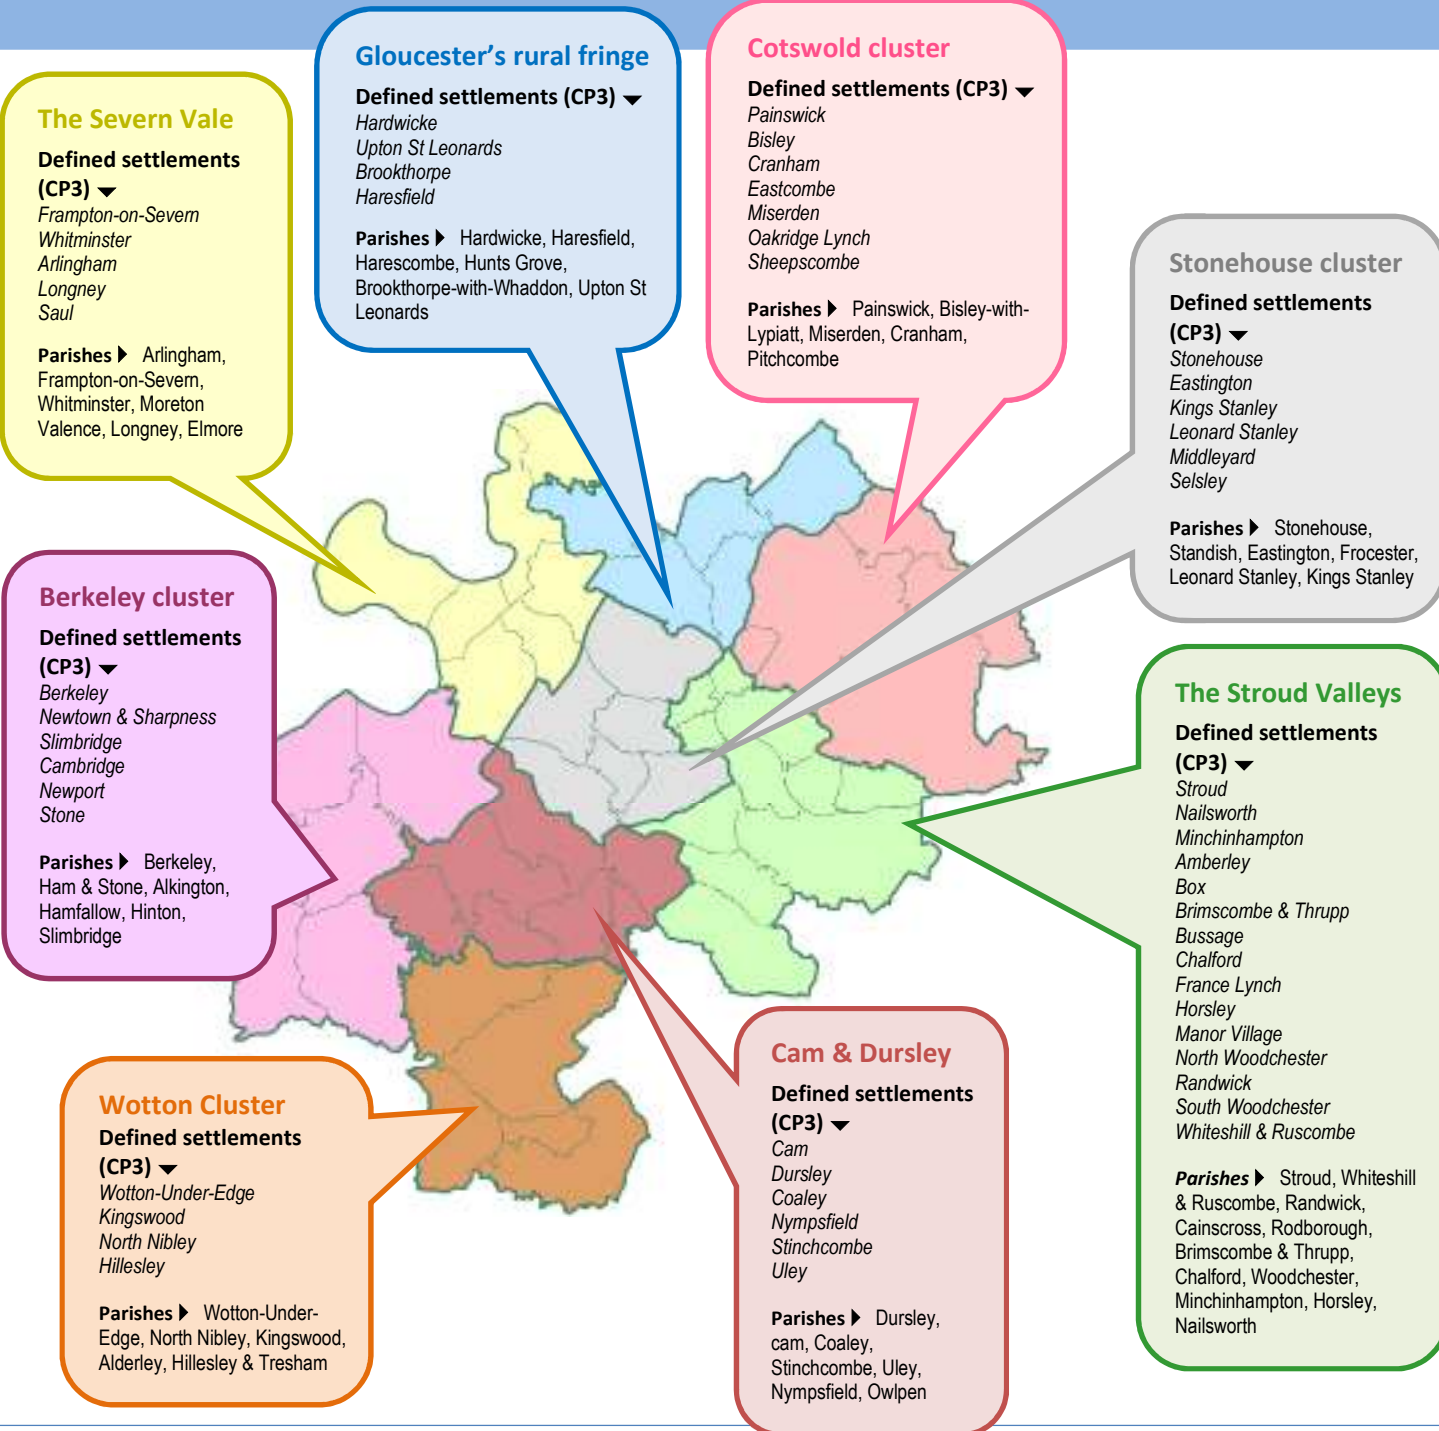 The Severn Vale
Defined settlements
(CP3)
Frampton-on-Severn
Whitminster
Arlingham
Longney
Saul
Parishes Arlingham,
Frampton-on-Severn,
Whitminster, Moreton
Valence, Longney, Elmore
Gloucester’s rural fringe
Defined settlements (CP3)
Hardwicke
Upton St Leonards
Brookthorpe
Haresfield
Parishes Hardwicke, Haresfield,
Harescombe, Hunts Grove,
Brookthorpe-with-Whaddon, Upton St
Leonards
Cotswold cluster
Defined settlements (CP3)
Painswick
Bisley
Cranham
Eastcombe
Miserden
Oakridge Lynch
Sheepscombe
Parishes Painswick, Bisley-with-
Lypiatt, Miserden, Cranham,
Pitchcombe
Stonehouse cluster
Defined settlements
(CP3)
Stonehouse
Eastington
Kings Stanley
Leonard Stanley
Middleyard
Selsley
Parishes Stonehouse,
Standish, Eastington, Frocester,
Leonard Stanley, Kings Stanley
Berkeley cluster
Defined settlements
(CP3)
Berkeley
Newtown & Sharpness
Slimbridge
Cambridge
Newport
Stone
Parishes Berkeley,
Ham & Stone, Alkington,
Hamfallow, Hinton,
Slimbridge
The Stroud Valleys
Defined settlements
(CP3)
Stroud
Nailsworth
Minchinhampton
Amberley
Box
Brimscombe & Thrupp
Bussage
Chalford
France Lynch
Horsley
Manor Village
North Woodchester
Randwick
South Woodchester
Whiteshill & Ruscombe
Parishes Stroud, Whiteshill
& Ruscombe, Randwick,
Cainscross, Rodborough,
Brimscombe & Thrupp,
Chalford, Woodchester,
Minchinhampton, Horsley,
Nailsworth
Wotton Cluster
Defined settlements
(CP3)
Wotton-Under-Edge
Kingswood
North Nibley
Hillesley
Parishes Wotton-Under-
Edge, North Nibley, Kingswood,
Alderley, Hillesley & Tresham
Cam & Dursley
Defined settlements
(CP3)
Cam
Dursley
Coaley
Nympsfield
Stinchcombe
Uley
Parishes Dursley,
cam, Coaley,
Stinchcombe, Uley,
Nympsfield, Owlpen